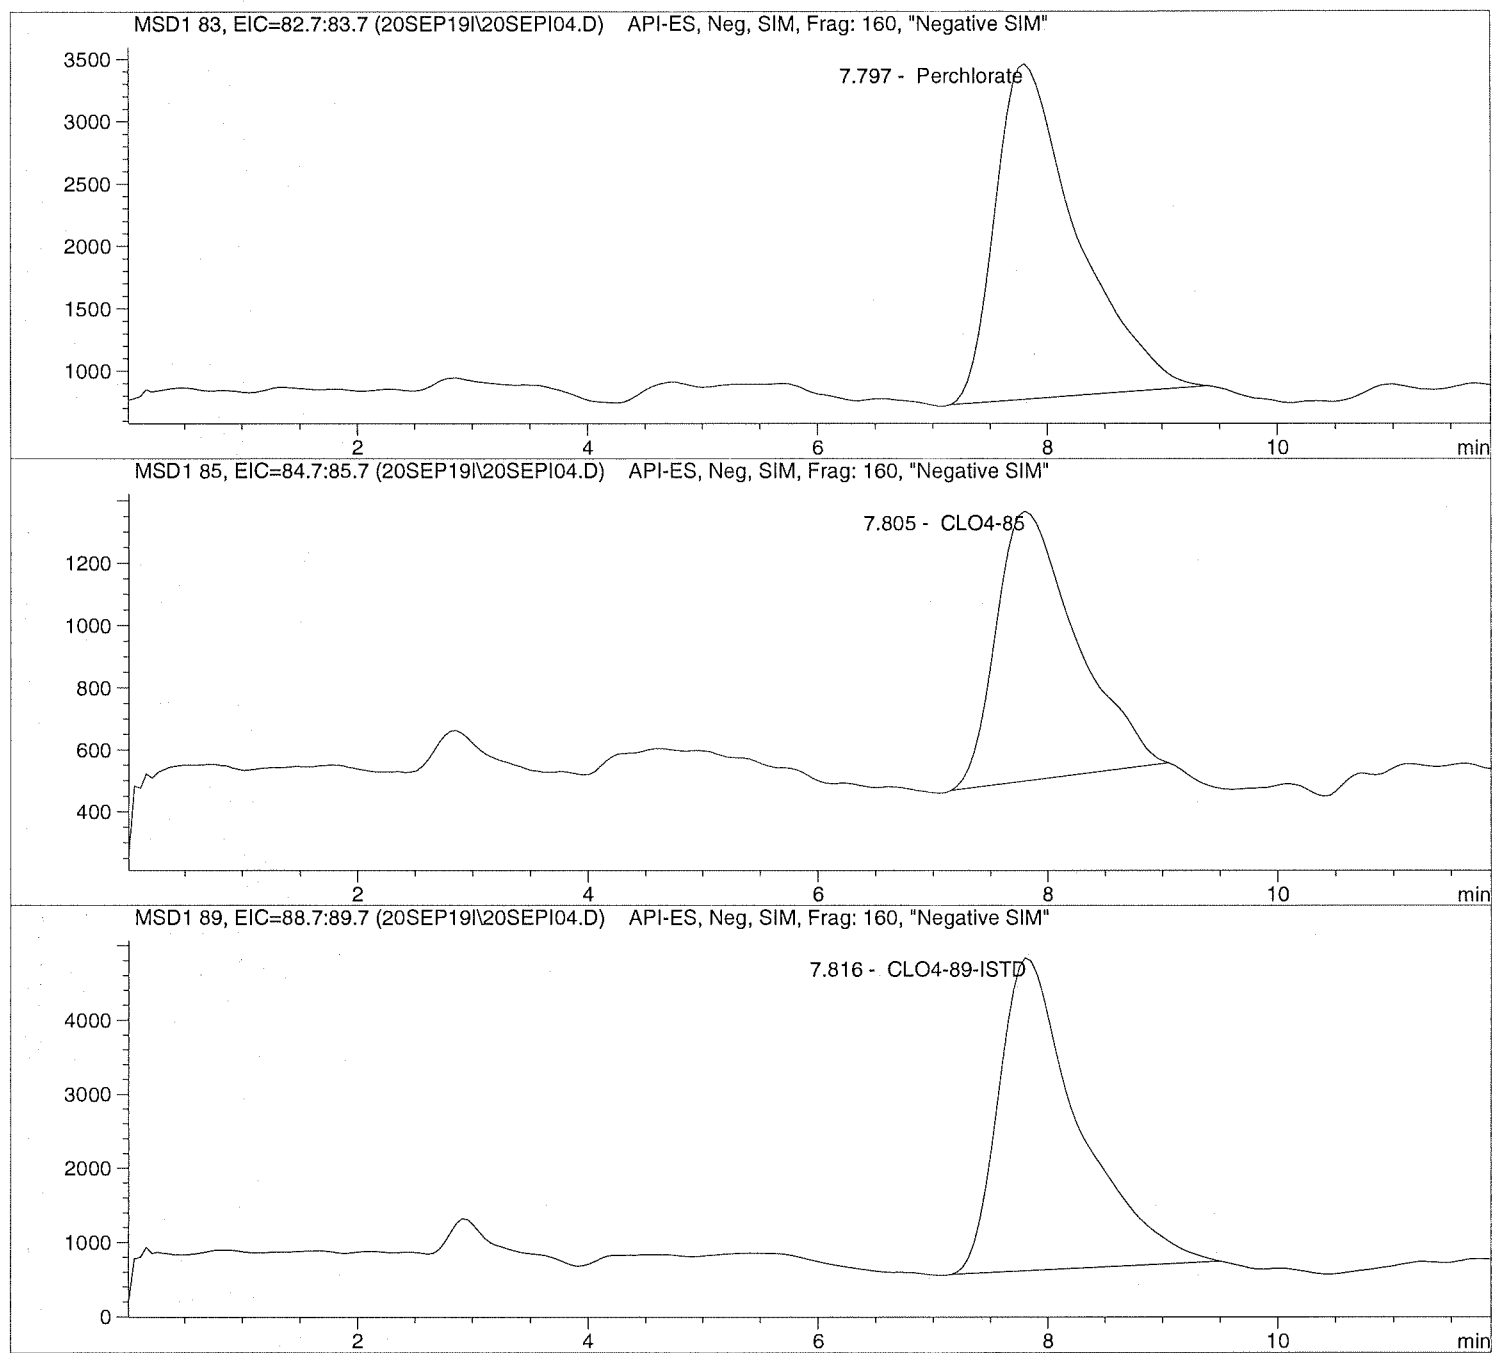 MSD1 83, EIC=82.7:83.7 (20SEP19I\20SEPI04.D) API-ES, Neg, SIM, Frag: 160, "Negative SIM"
7.797 - Perchlorate
3500
3000
2500
2000
1500
1000
2 4 6 8 10 min
MSD1 85, EIC=84.7:85.7 (20SEP19I\20SEPI04.D) API-ES, Neg, SIM, Frag: 160, "Negative SIM"
7.805 - CLO4-85
1200
1000
800
600
400
2 4 6 8 10 min
MSD1 89, EIC=88.7:89.7 (20SEP19I\20SEPI04.D) API-ES, Neg, SIM, Frag: 160, "Negative SIM"
7.816 - CLO4-89-ISTD
4000
3000
2000
1000
0
2 4 6 8 10 min